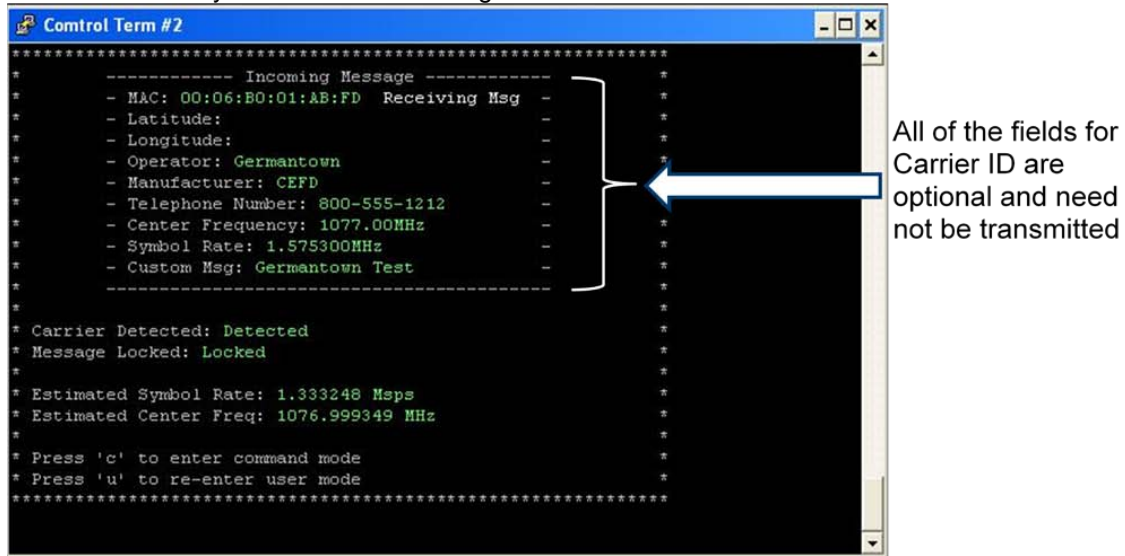 Comtrol Term #2
****************************************************************
* ------------ Incoming Message ------------ *
* - MAC: 00:06:B0:01:AB:FD Receiving Msg - *
* - Latitude: - *
* - Longitude: - *
* - Operator: Germantown - *
* - Manufacturer: CEFD - *
* - Telephone Number: 800-555-1212 - *
* - Center Frequency: 1077.00MHz - *
* - Symbol Rate: 1.575300MHz - *
* - Custom Msg: Germantown Test - *
* ------------------------------------------ *
* *
* Carrier Detected: Detected *
* Message Locked: Locked *
* *
* Estimated Symbol Rate: 1.333248 Msps *
* Estimated Center Freq: 1076.999349 MHz *
* *
* Press 'c' to enter command mode *
* Press 'u' to re-enter user mode *
****************************************************************
All of the fields for
Carrier ID are
optional and need
not be transmitted